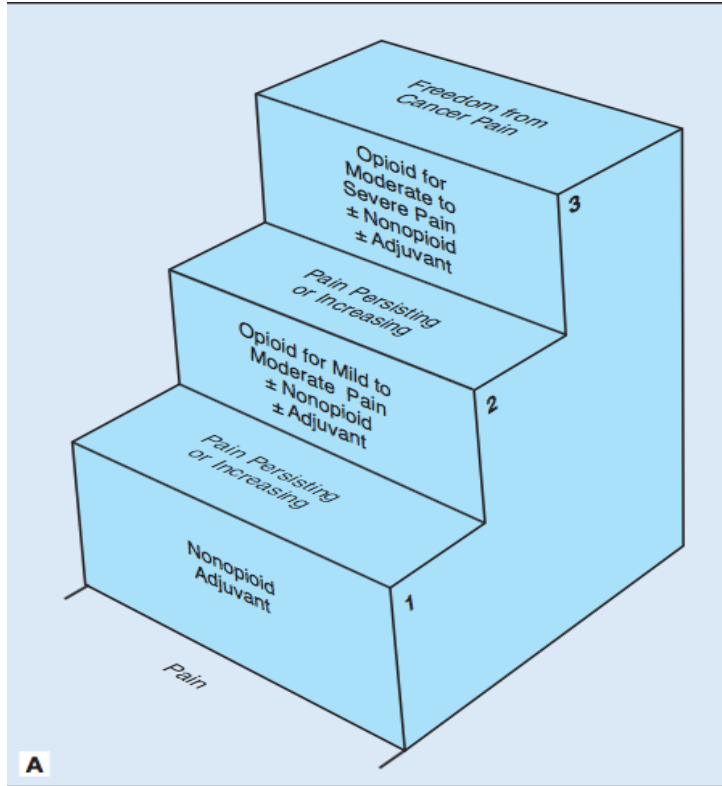 Freedom from
Cancer Pain
Opioid for
Moderate to
Severe Pain
± Nonopioid
± Adjuvant
3
Pain Persisting
or Increasing
Opioid for Mild to
Moderate Pain
± Nonopioid
± Adjuvant
2
Pain Persisting
or Increasing
Nonopioid
Adjuvant
1
Pain
A